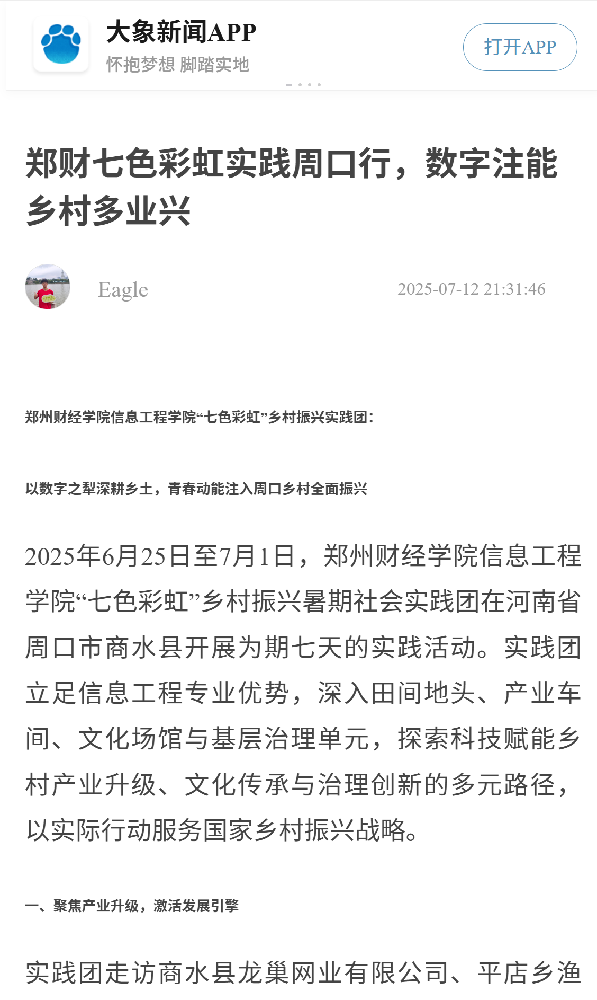 大象新闻APP
怀抱梦想 脚踏实地
打开APP
郑财七色彩虹实践周口行，数字注能
乡村多业兴
Eagle
2025-07-12 21:31:46
郑州财经学院信息工程学院“七色彩虹”乡村振兴实践团：
以数字之犁深耕乡土，青春动能注入周口乡村全面振兴
2025年6月25日至7月1日，郑州财经学院信息工程
学院“七色彩虹”乡村振兴暑期社会实践团在河南省
周口市商水县开展为期七天的实践活动。实践团
立足信息工程专业优势，深入田间地头、产业车
间、文化场馆与基层治理单元，探索科技赋能乡
村产业升级、文化传承与治理创新的多元路径，
以实际行动服务国家乡村振兴战略。
一、聚焦产业升级，激活发展引擎
实践团走访商水县龙巢网业有限公司、平店乡渔